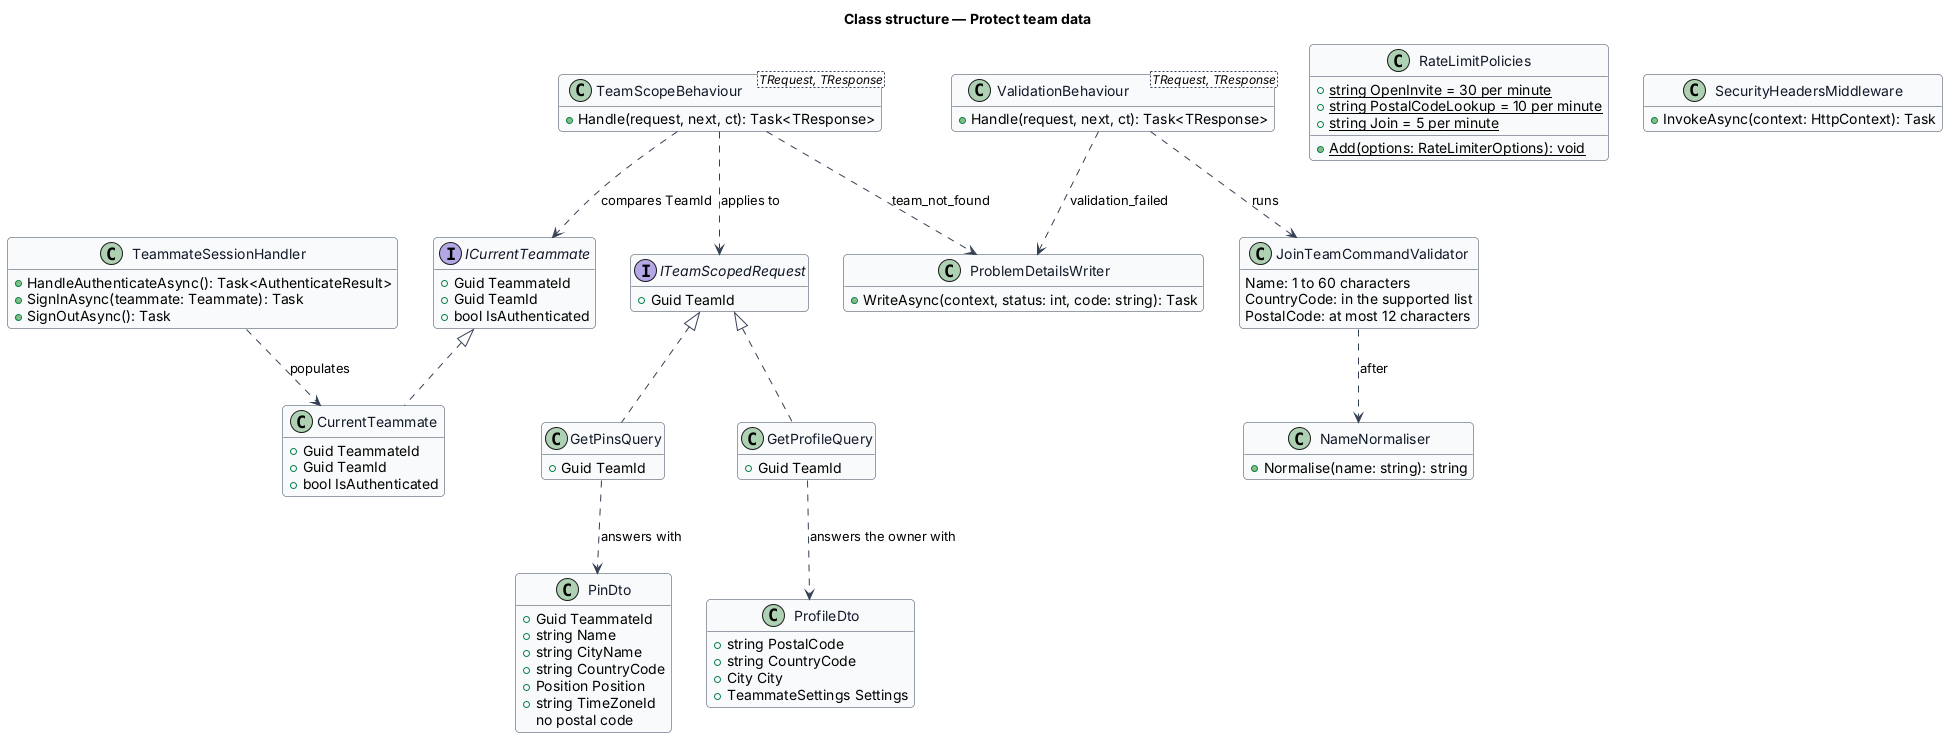 Class structure — Protect team data
C TeamScopeBehaviour
TRequest, TResponse
Handle(request, next, ct): Task<TResponse>
C ValidationBehaviour
TRequest, TResponse
Handle(request, next, ct): Task<TResponse>
C RateLimitPolicies
string OpenInvite = 30 per minute
string PostalCodeLookup = 10 per minute
string Join = 5 per minute
Add(options: RateLimiterOptions): void
C SecurityHeadersMiddleware
InvokeAsync(context: HttpContext): Task
compares TeamId
applies to
team_not_found
validation_failed
runs
C TeammateSessionHandler
HandleAuthenticateAsync(): Task<AuthenticateResult>
SignInAsync(teammate: Teammate): Task
SignOutAsync(): Task
I ICurrentTeammate
Guid TeammateId
Guid TeamId
bool IsAuthenticated
I ITeamScopedRequest
Guid TeamId
C ProblemDetailsWriter
WriteAsync(context, status: int, code: string): Task
C JoinTeamCommandValidator
Name: 1 to 60 characters
CountryCode: in the supported list
PostalCode: at most 12 characters
populates
after
C CurrentTeammate
Guid TeammateId
Guid TeamId
bool IsAuthenticated
C GetPinsQuery
Guid TeamId
C GetProfileQuery
Guid TeamId
C NameNormaliser
Normalise(name: string): string
answers with
answers the owner with
C PinDto
Guid TeammateId
string Name
string CityName
string CountryCode
Position Position
string TimeZoneId
no postal code
C ProfileDto
string PostalCode
string CountryCode
City City
TeammateSettings Settings